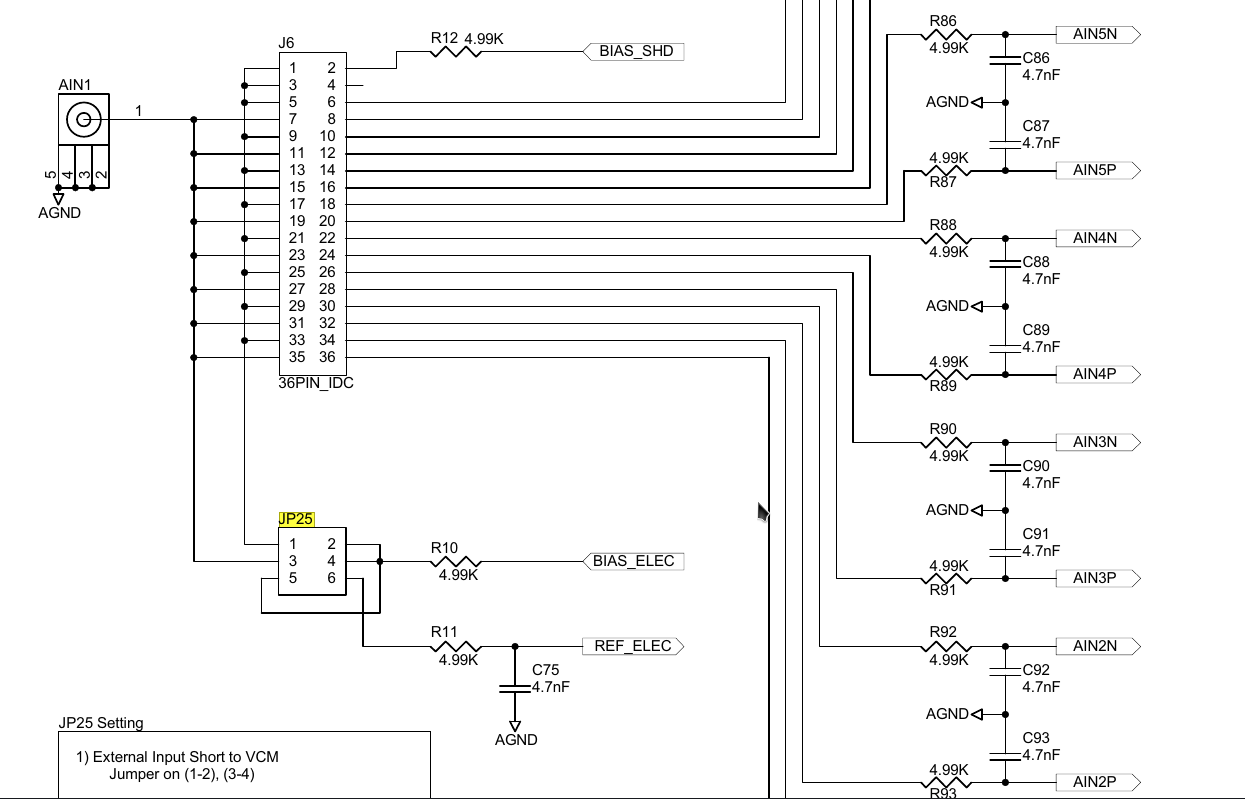 R86
4.99K
AIN5N
J6
R12 4.99K
BIAS_SHD
C86
4.7nF
AIN1
1
AGND
5 4 3 2
AGND
1 2
3 4
5 6
7 8
9 10
11 12
13 14
15 16
17 18
19 20
21 22
23 24
25 26
27 28
29 30
31 32
33 34
35 36
36PIN_IDC
C87
4.7nF
4.99K
R87
AIN5P
R88
4.99K
AIN4N
C88
4.7nF
AGND
C89
4.7nF
4.99K
R89
AIN4P
R90
4.99K
AIN3N
C90
4.7nF
AGND
C91
4.7nF
4.99K
R91
AIN3P
JP25
1 2
3 4
5 6
R10
4.99K
BIAS_ELEC
R11
4.99K
REF_ELEC
C75
4.7nF
AGND
R92
4.99K
AIN2N
C92
4.7nF
AGND
C93
4.7nF
4.99K
R93
AIN2P
JP25 Setting
1) External Input Short to VCM
Jumper on (1-2), (3-4)